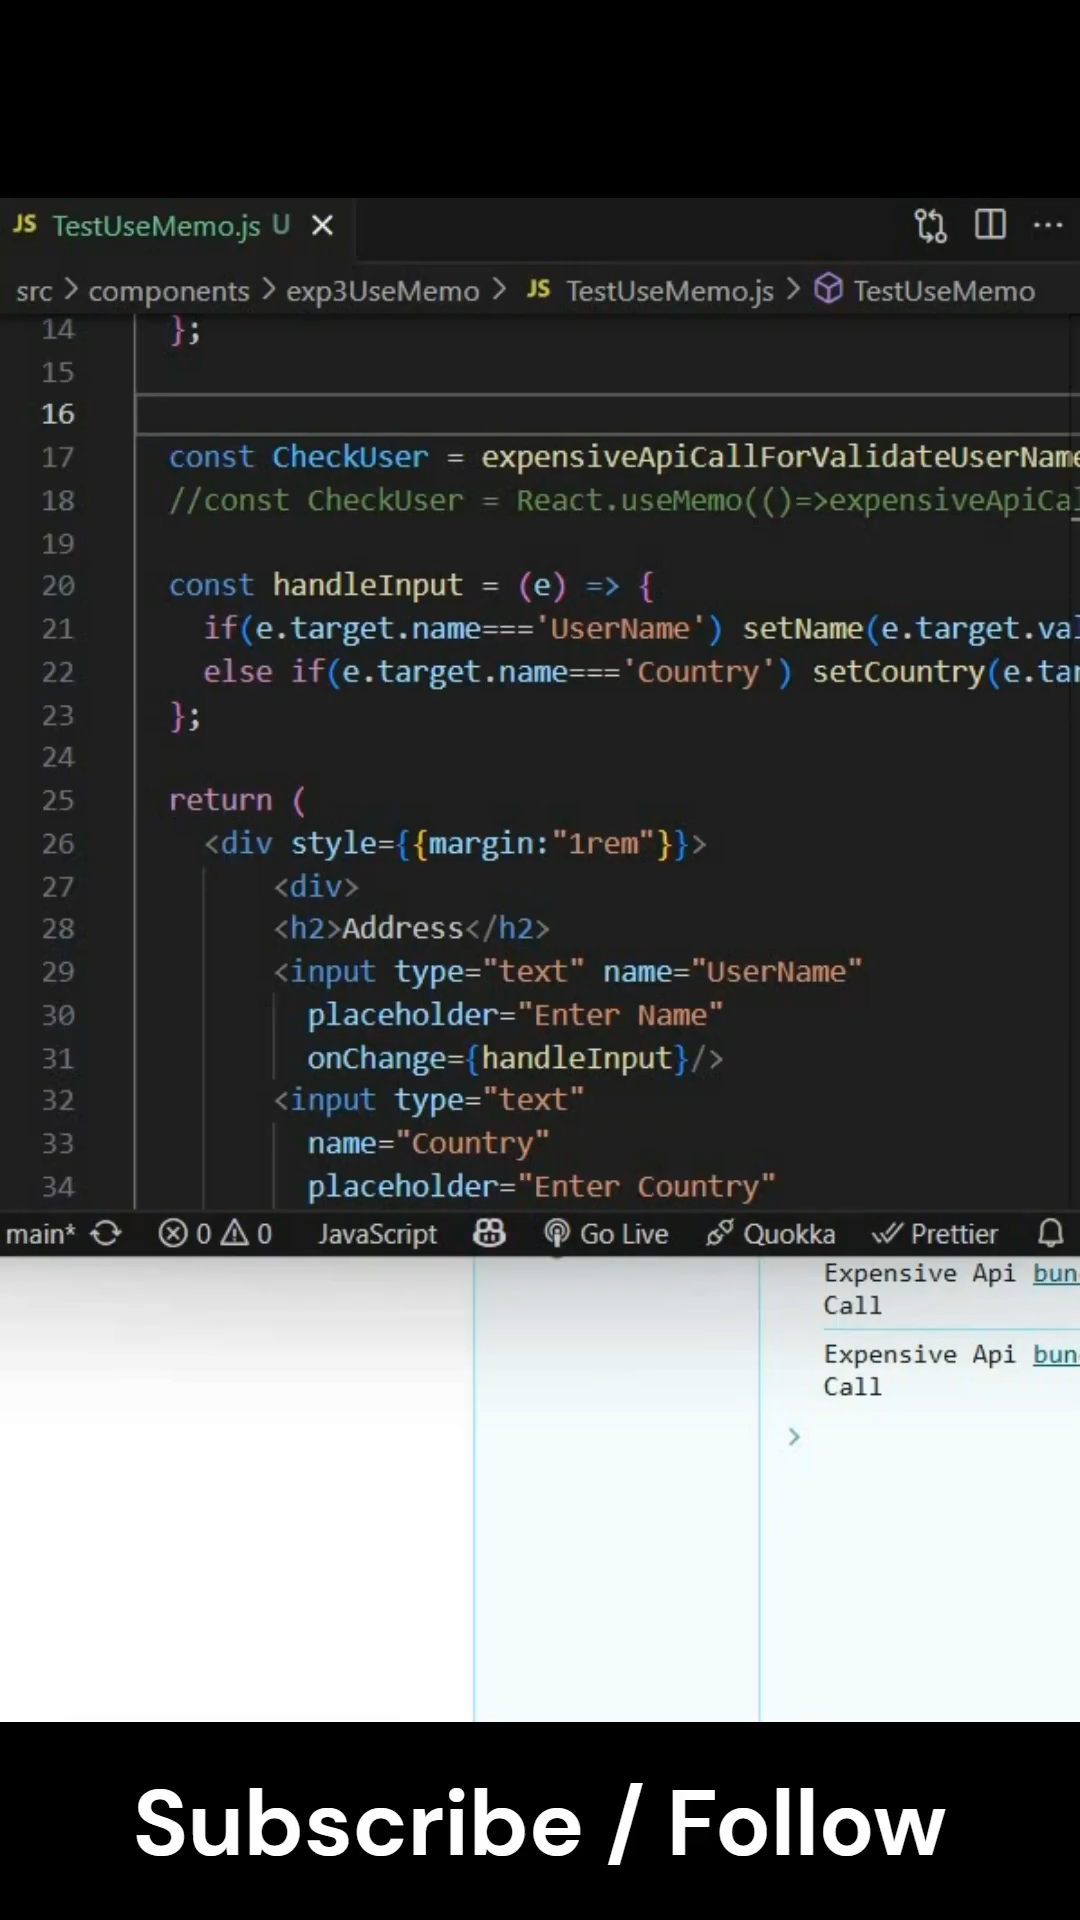 JS TestUseMemo.js U
src > components > exp3UseMemo > JS TestUseMemo.js > TestUseMemo
14 };
15
16
17 const CheckUser = expensiveApiCallForValidateUserName
18 //const CheckUser = React.useMemo(()=>expensiveApiCal
19
20 const handleInput = (e) => {
21 if(e.target.name==='UserName') setName(e.target.val
22 else if(e.target.name==='Country') setCountry(e.tar
23 };
24
25 return (
26 <div style={{margin:"1rem"}}>
27 <div>
28 <h2>Address</h2>
29 <input type="text" name="UserName"
30 placeholder="Enter Name"
31 onChange={handleInput}/>
32 <input type="text"
33 name="Country"
34 placeholder="Enter Country"
main* 0 0 JavaScript Go Live Quokka Prettier
Expensive Api bun
Call
Expensive Api bun
Call
>
Subscribe / Follow